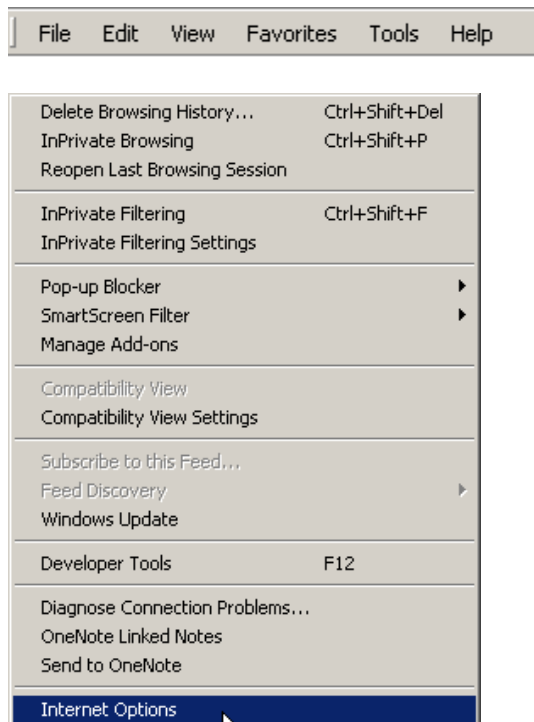 File Edit View Favorites Tools Help
Delete Browsing History... Ctrl+Shift+Del
InPrivate Browsing Ctrl+Shift+P
Reopen Last Browsing Session
InPrivate Filtering Ctrl+Shift+F
InPrivate Filtering Settings
Pop-up Blocker
SmartScreen Filter
Manage Add-ons
Compatibility View
Compatibility View Settings
Subscribe to this Feed...
Feed Discovery
Windows Update
Developer Tools F12
Diagnose Connection Problems...
OneNote Linked Notes
Send to OneNote
Internet Options